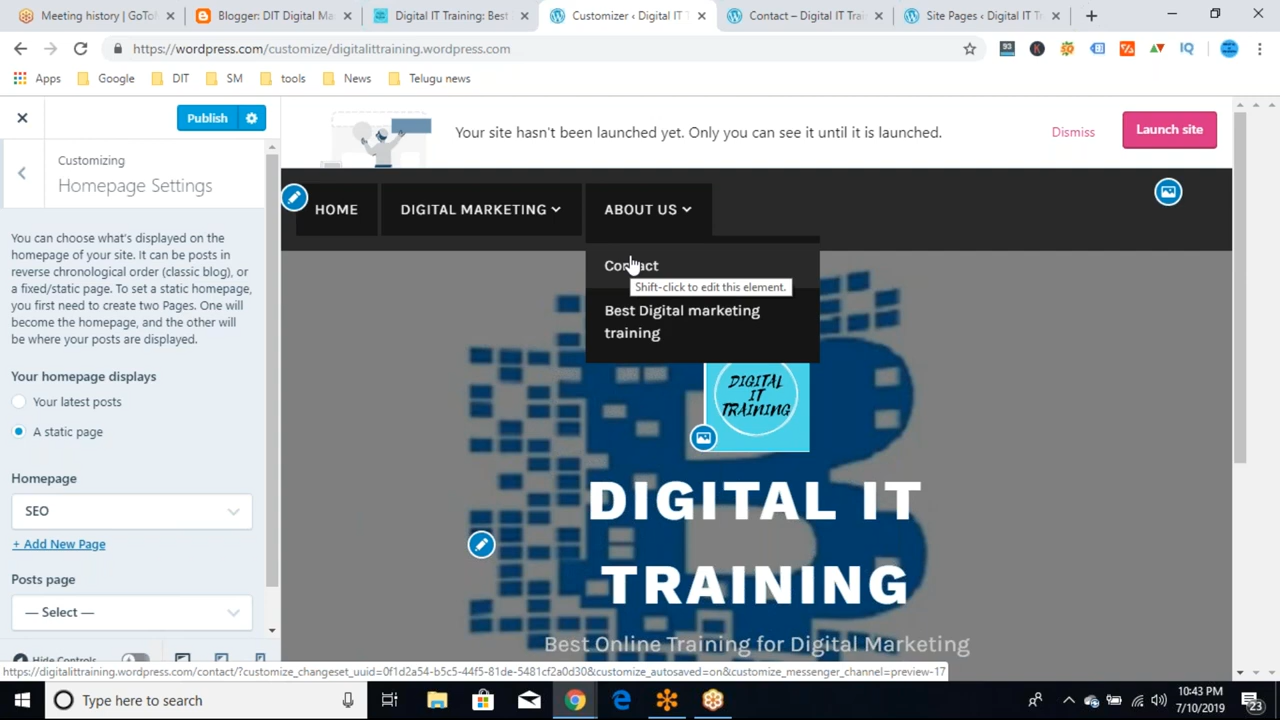 Meeting history | GoToM
Blogger: DIT Digital Ma
Digital IT Training: Best
Customizer ‹ Digital IT T
Contact – Digital IT Trai
Site Pages ‹ Digital IT Tr
https://wordpress.com/customize/digitalittraining.wordpress.com
93
K
IQ
Apps
Google
DIT
SM
tools
News
Telugu news
Publish
Your site hasn't been launched yet. Only you can see it until it is launched.
Dismiss
Launch site
Customizing
Homepage Settings
HOME
DIGITAL MARKETING
ABOUT US
Contact
Shift-click to edit this element.
Best Digital marketing
training
You can choose what's displayed on the
homepage of your site. It can be posts in
reverse chronological order (classic blog), or
a fixed/static page. To set a static homepage,
you first need to create two Pages. One will
become the homepage, and the other will
be where your posts are displayed.
Your homepage displays
Your latest posts
A static page
Homepage
SEO
+ Add New Page
Posts page
— Select —
Hide Controls
DIGITAL
IT
TRAINING
DIGITAL IT
TRAINING
Best Online Training for Digital Marketing
https://digitalittraining.wordpress.com/contact/?customize_changeset_uuid=0f1d2a54-b5c5-44f5-81de-5481cf2a0d30&customize_autosaved=on&customize_messenger_channel=preview-17
Type here to search
10:43 PM
7/10/2019
23